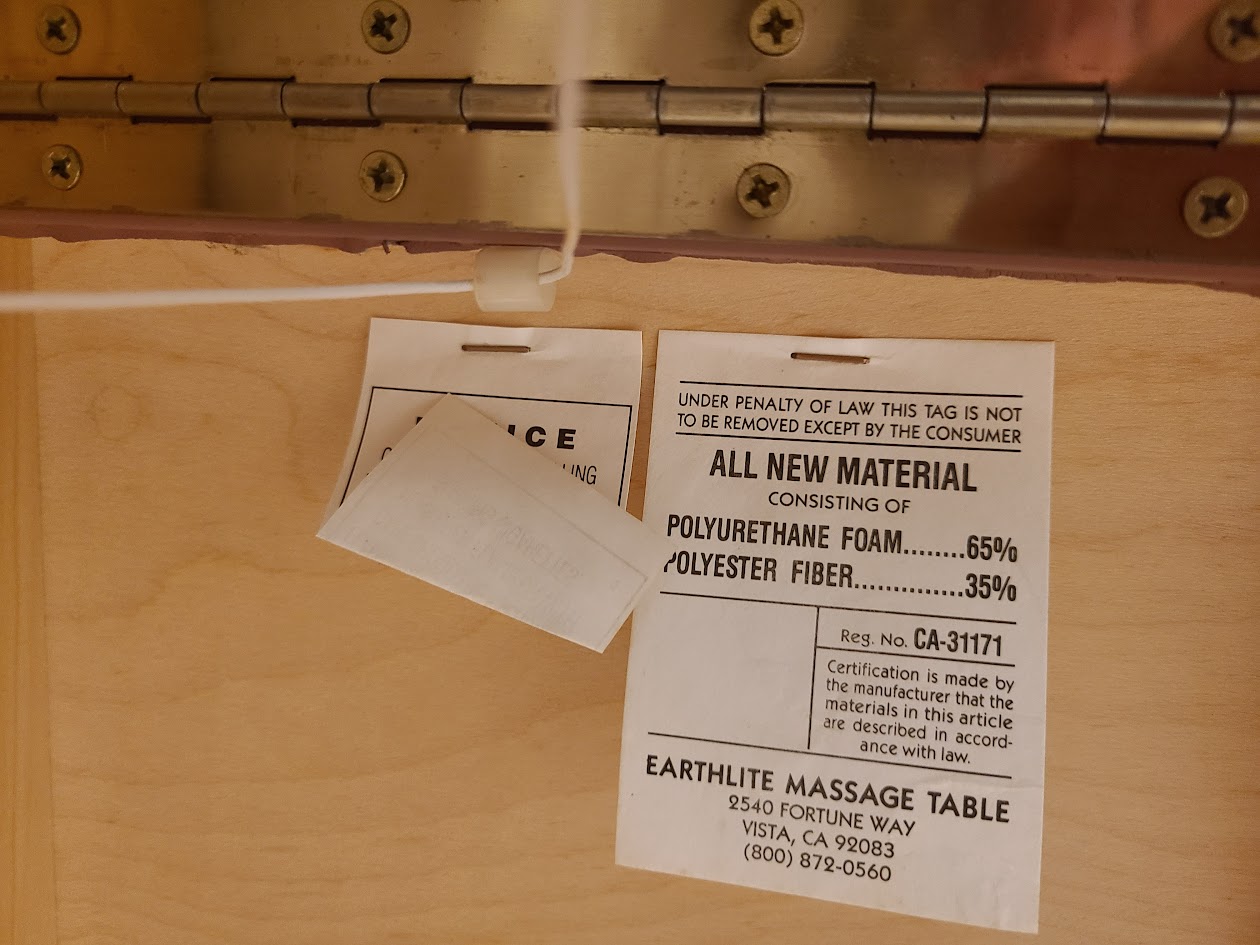 UNDER PENALTY OF LAW THIS TAG IS NOT
TO BE REMOVED EXCEPT BY THE CONSUMER
ALL NEW MATERIAL
CONSISTING OF
POLYURETHANE FOAM........65%
POLYESTER FIBER..............35%
Reg. No. CA-31171
Certification is made by
the manufacturer that the
materials in this article
are described in accord-
ance with law.
EARTHLITE MASSAGE TABLE
2540 FORTUNE WAY
VISTA, CA 92083
(800) 872-0560